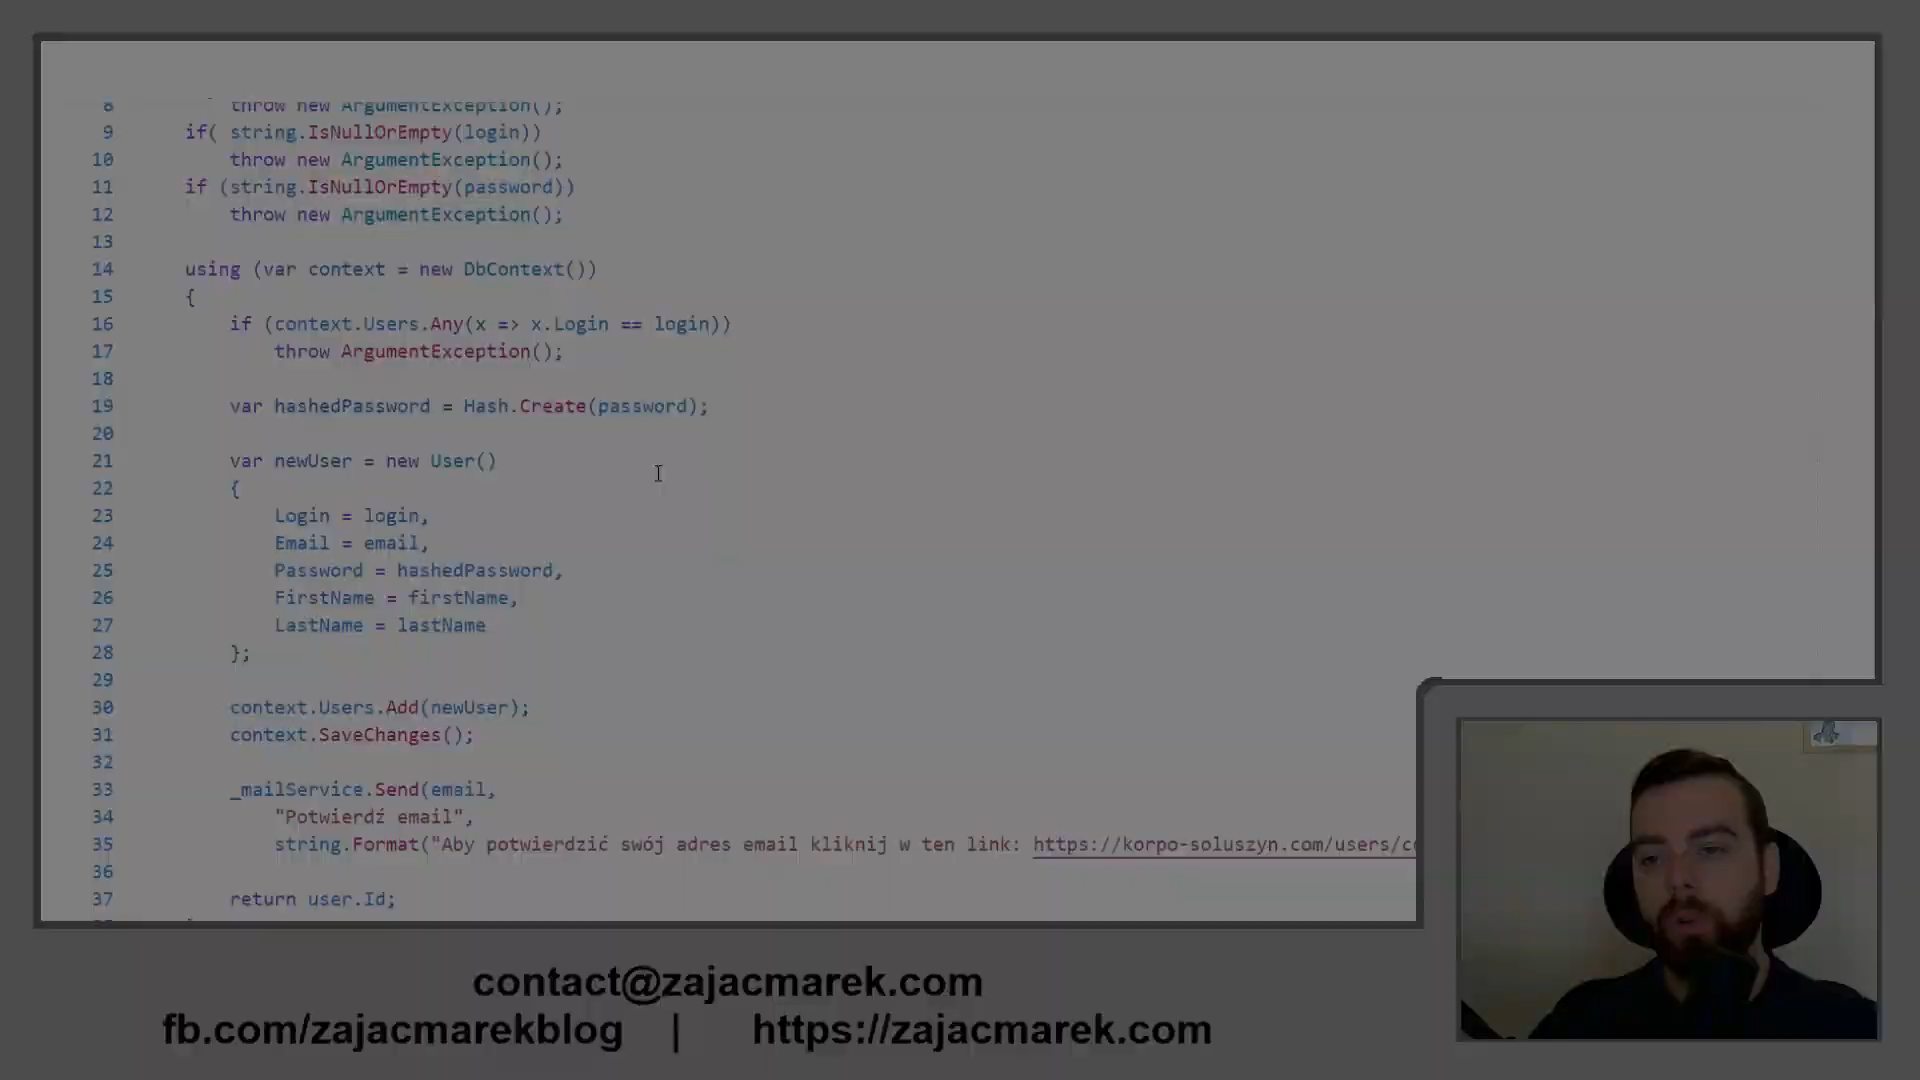 8 throw new ArgumentException();
9 if( string.IsNullOrEmpty(login))
10 throw new ArgumentException();
11 if (string.IsNullOrEmpty(password))
12 throw new ArgumentException();
13
14 using (var context = new DbContext())
15 {
16 if (context.Users.Any(x => x.Login == login))
17 throw ArgumentException();
18
19 var hashedPassword = Hash.Create(password);
20
21 var newUser = new User()
22 {
23 Login = login,
24 Email = email,
25 Password = hashedPassword,
26 FirstName = firstName,
27 LastName = lastName
28 };
29
30 context.Users.Add(newUser);
31 context.SaveChanges();
32
33 _mailService.Send(email,
34 "Potwierdź email",
35 string.Format("Aby potwierdzić swój adres email kliknij w ten link: https://korpo-soluszyn.com/users/c
36
37 return user.Id;
contact@zajacmarek.com
fb.com/zajacmarekblog | https://zajacmarek.com